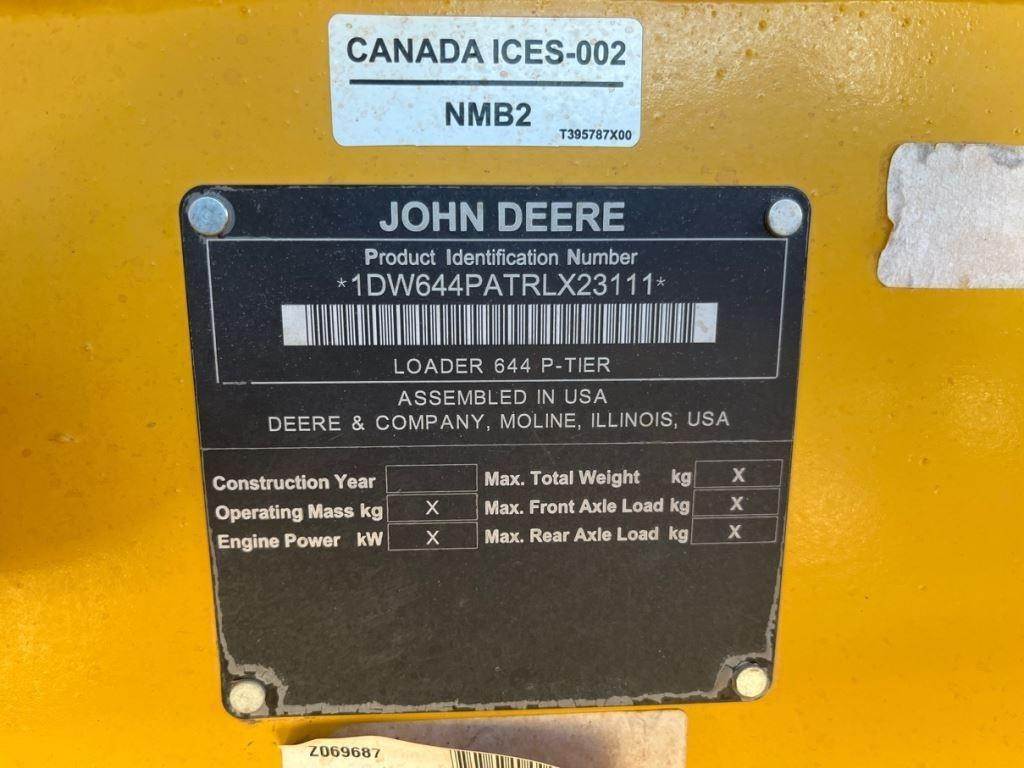 CANADA ICES-002
NMB2
T395787X00
JOHN DEERE
Product Identification Number
*1DW644PATRLX23111*
LOADER 644 P-TIER
ASSEMBLED IN USA
DEERE & COMPANY, MOLINE, ILLINOIS, USA
Construction Year Max. Total Weight kg X
Operating Mass kg X Max. Front Axle Load kg X
Engine Power kW X Max. Rear Axle Load kg X
Z069687